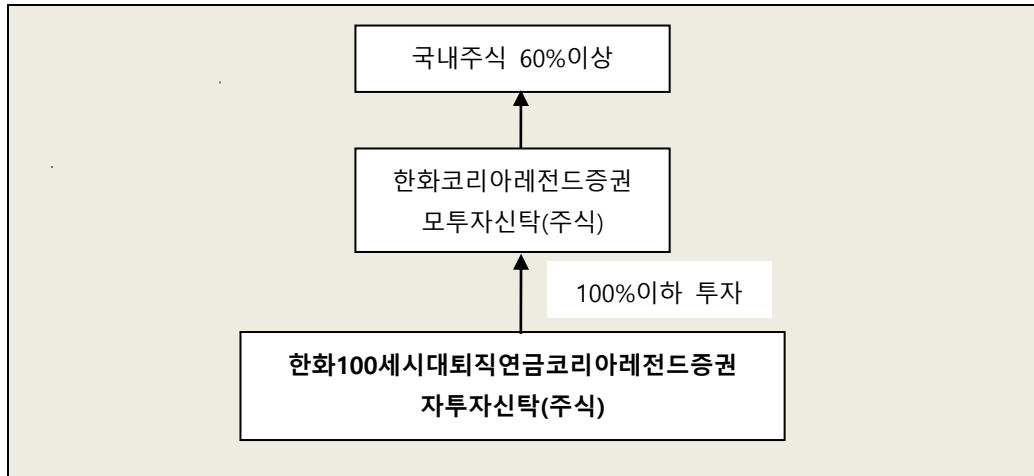 국내주식 60%이상
한화코리아레전드증권
모투자신탁(주식)
100%이하 투자
한화100세시대퇴직연금코리아레전드증권
자투자신탁(주식)